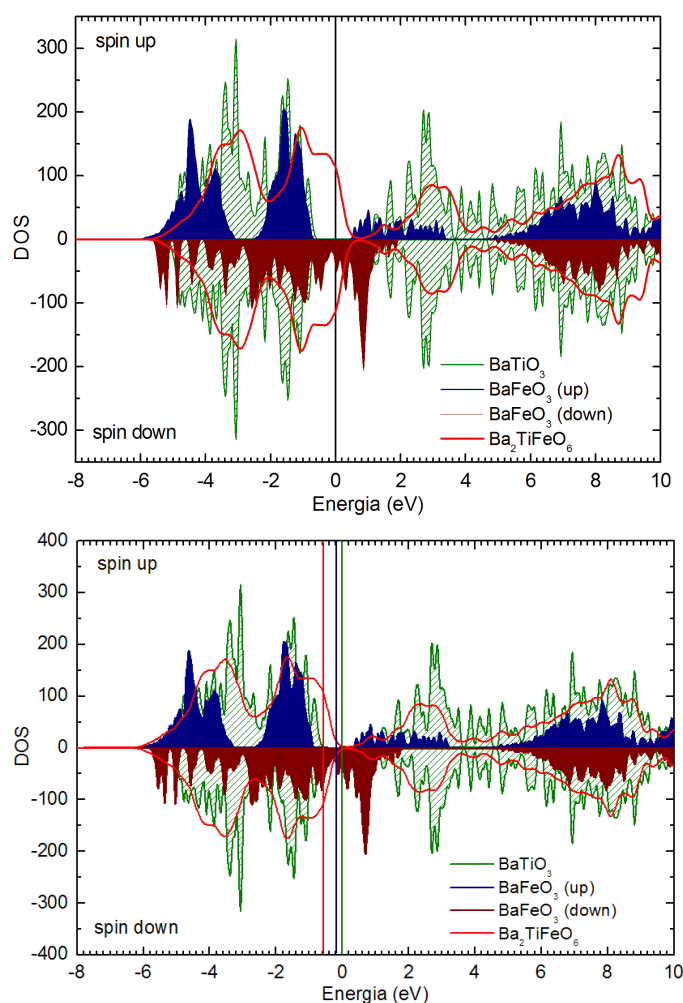 spin up
300
200
100
0
-100
-200
-300
DOS
spin down
BaTiO3
BaFeO3 (up)
BaFeO3 (down)
Ba2TiFeO6
-8 -6 -4 -2 0 2 4 6 8 10
Energia (eV)
400
spin up
300
200
100
0
-100
-200
-300
-400
DOS
spin down
BaTiO3
BaFeO3 (up)
BaFeO3 (down)
Ba2TiFeO6
-8 -6 -4 -2 0 2 4 6 8 10
Energia (eV)